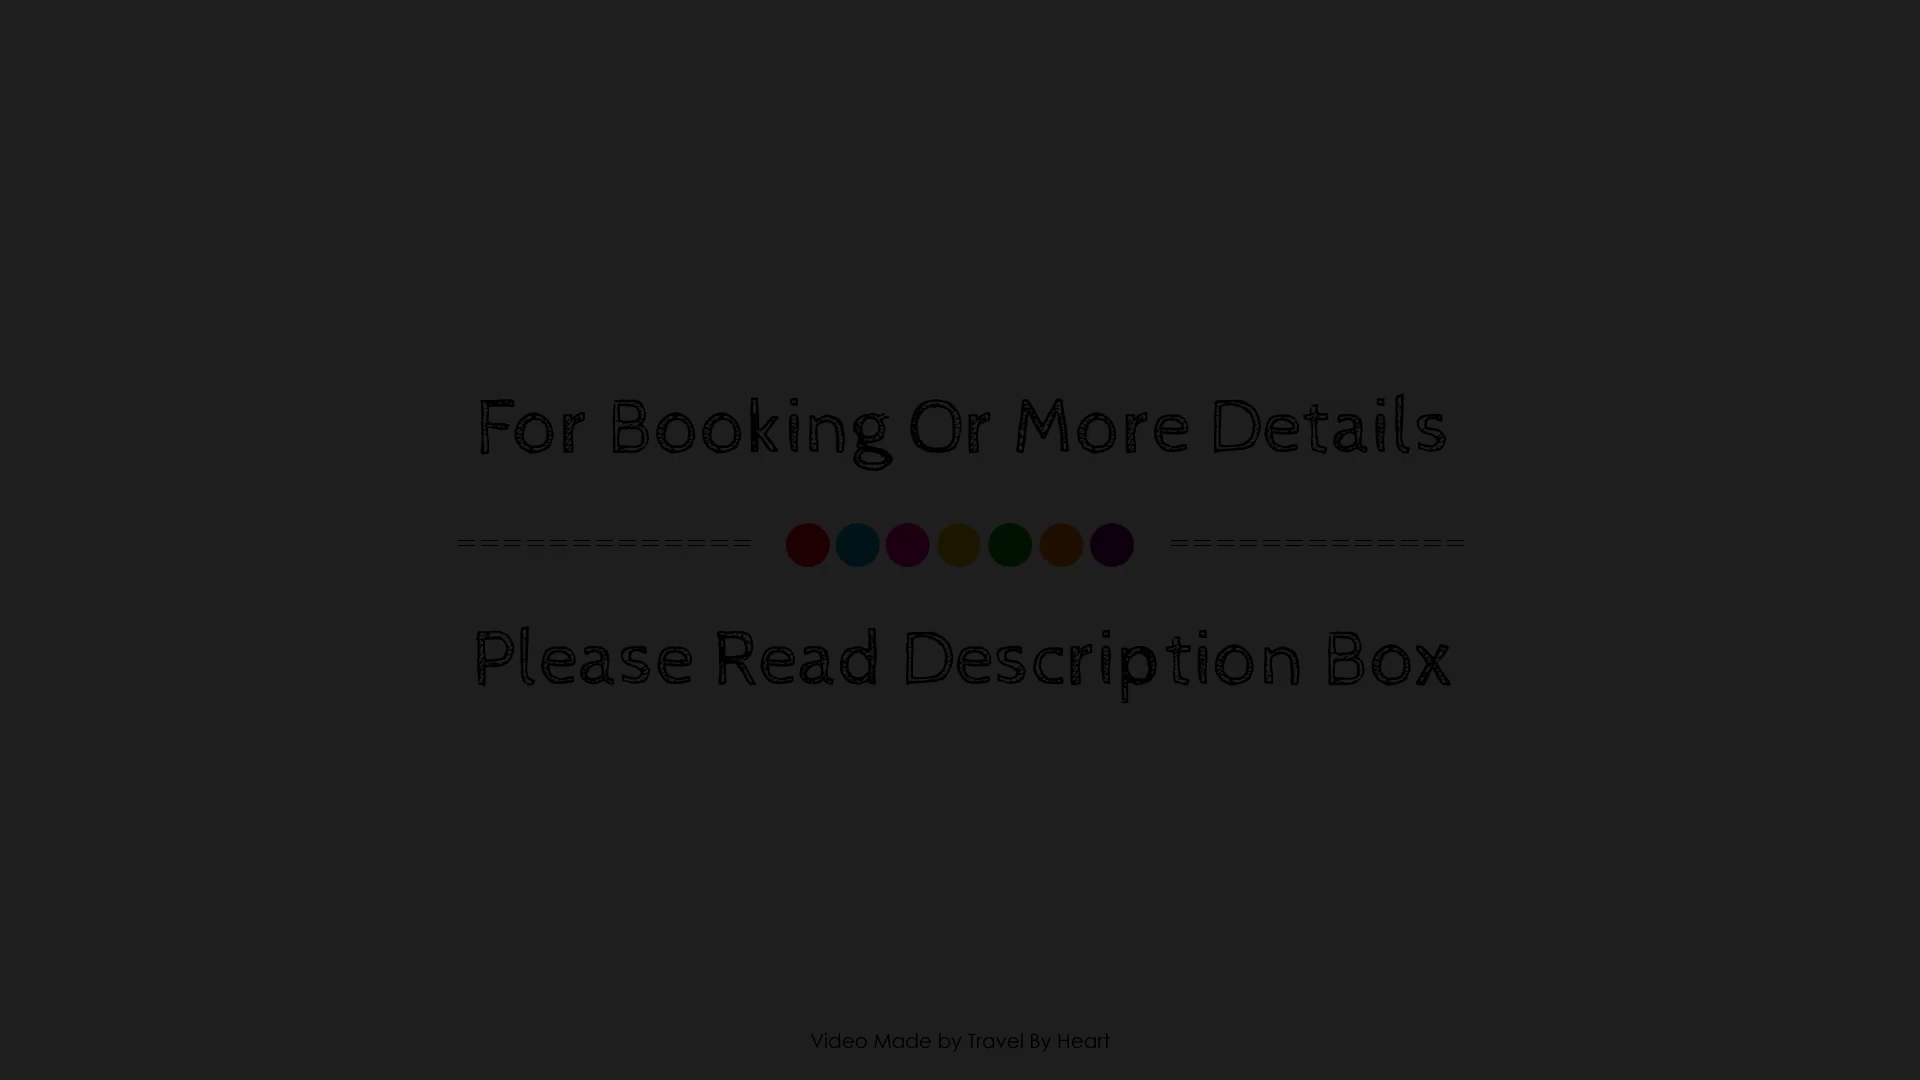 For Booking Or More Details
============= =============
Please Read Description Box
Video Made by Travel By Heart